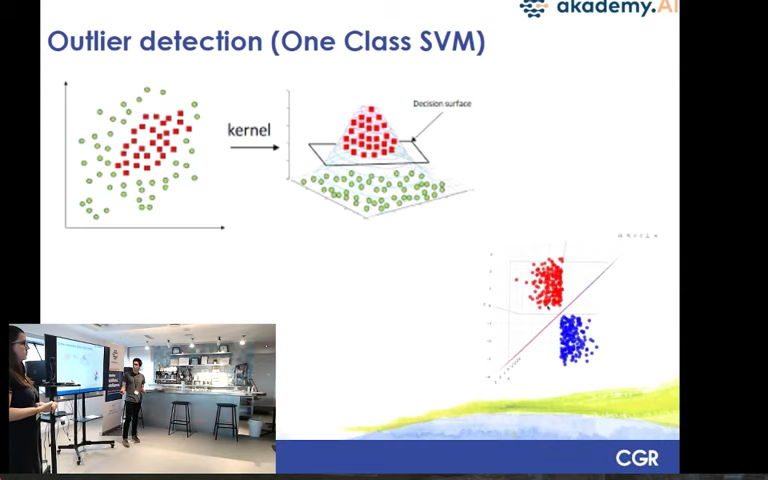 akademy.AI
Outlier detection (One Class SVM)
kernel
Decision surface
CGR